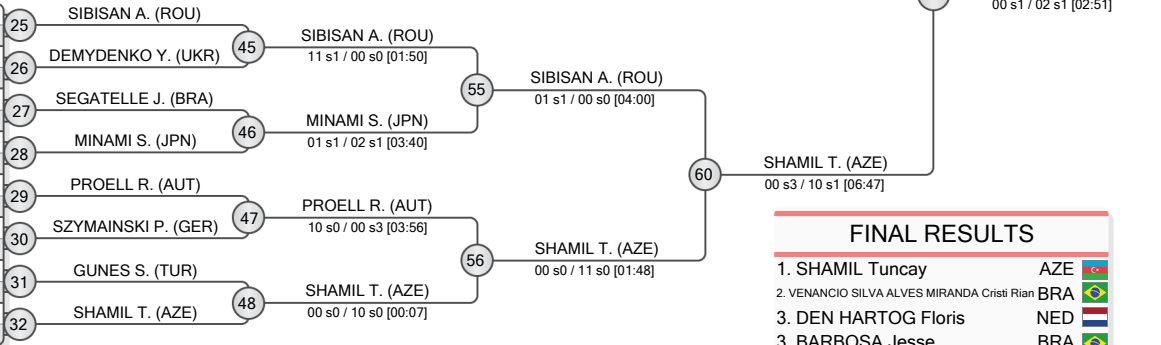 00 s1 / 02 s1 [02:51]
25
SIBISAN A. (ROU)
45
SIBISAN A. (ROU)
11 s1 / 00 s0 [01:50]
26
DEMYDENKO Y. (UKR)
55
SIBISAN A. (ROU)
01 s1 / 00 s0 [04:00]
27
SEGATELLE J. (BRA)
46
MINAMI S. (JPN)
01 s1 / 02 s1 [03:40]
28
MINAMI S. (JPN)
60
SHAMIL T. (AZE)
00 s3 / 10 s1 [06:47]
29
PROELL R. (AUT)
47
PROELL R. (AUT)
10 s0 / 00 s3 [03:56]
30
SZYMAINSKI P. (GER)
56
SHAMIL T. (AZE)
00 s0 / 11 s0 [01:48]
31
GUNES S. (TUR)
48
SHAMIL T. (AZE)
00 s0 / 10 s0 [00:07]
32
SHAMIL T. (AZE)
FINAL RESULTS
1. SHAMIL Tuncay AZE
2. VENANCIO SILVA ALVES MIRANDA Cristi Rian BRA
3. DEN HARTOG Floris NED
3. BARBOSA Jesse BRA